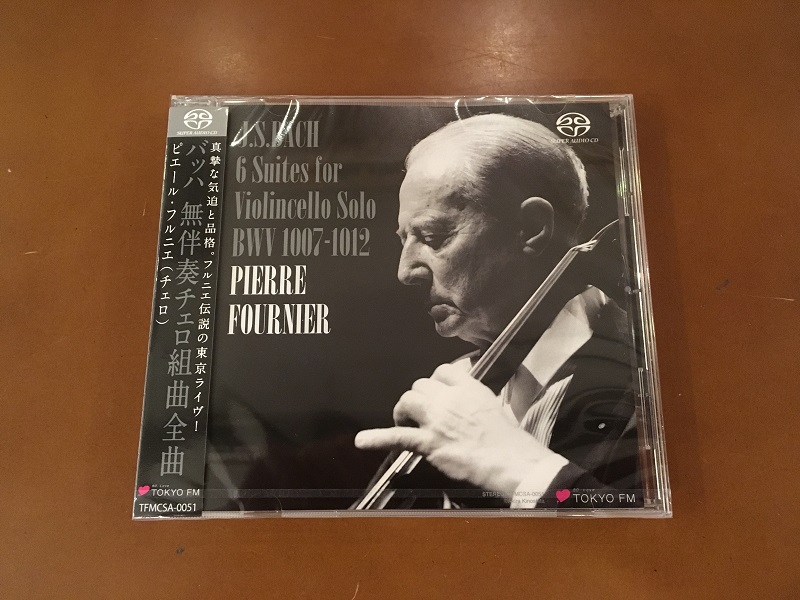 SUPER AUDIO CD
真摯な気迫と品格。フルニエ伝説の東京ライヴ!
バッハ 無伴奏チェロ組曲全曲
ピエール・フルニエ(チェロ)
TOKYO FM
TFMCSA-0051
SUPER AUDIO CD
J.S.BACH
6 Suites for
Violincello Solo
BWV 1007-1012
PIERRE
FOURNIER
TOKYO FM